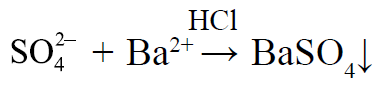 HCl
SO₄²⁻ + Ba²⁺ → BaSO₄↓